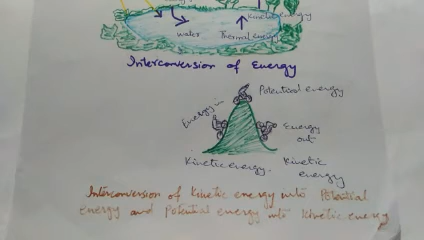 Kinetic energy
water
Thermal energy
Interconversion of Energy
Potential energy
Energy in
Energy
out
Kinetic energy.
Kinetic
energy
Interconversion of Kinetic energy into Potential
energy and Potential energy into Kinetic energy